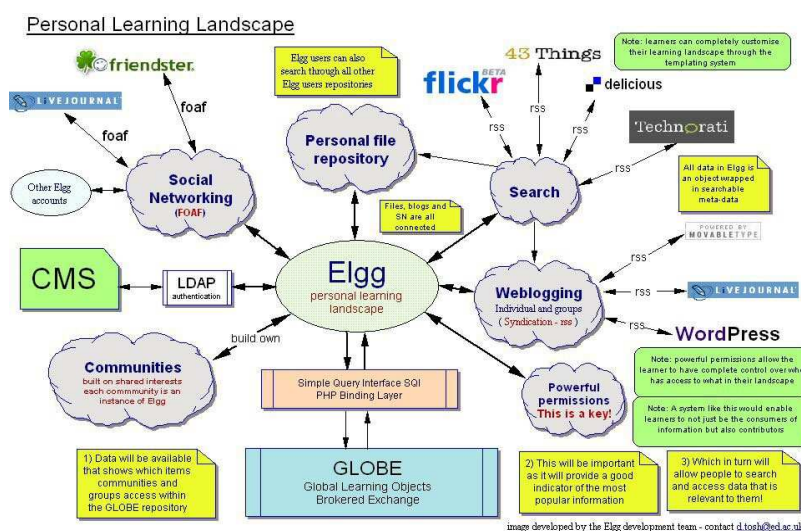 Personal Learning Landscape
friendster.
LIVEJOURNAL
foaf
foaf
Other Elgg
accounts
Social
Networking
(FOAF)
Elgg users can also
search through all other
Elgg users repositories
Personal file
repository
Files, blogs and
SN are all
connected
43 Things
flickr
BETA
delicious
Technorati
rss
rss
rss
rss
Search
Note: learners can completely customise
their learning landscape through the
templating system
All data in Elgg is
an object wrapped
in searchable
meta-data
CMS
LDAP
authentication
Elgg
personal learning
landscape
Weblogging
Individual and groups
( Syndication - rss )
rss
rss
rss
POWERED BY
MOVABLETYPE
LIVEJOURNAL
WORDPRESS
build own
Communities
built on shared interests
each commmunity is an
instance of Elgg
Simple Query Interface SQI
PHP Binding Layer
Powerful
permissions
This is a key!
Note: powerful permissions allow the
learner to have complete control over who
has access to what in their landscape
Note: A system like this would enable
learners to not just be the consumers of
information but also contributors
1) Data will be available
that shows which items
communities and
groups access within
the GLOBE repository
GLOBE
Global Learning Objects
Brokered Exchange
2) This will be important
as it will provide a good
indicator of the most
popular information
3) Which in turn will
allow people to search
and access data that is
relevant to them!
image developed by the Elgg development team - contact d.tosh@ed.ac.uk